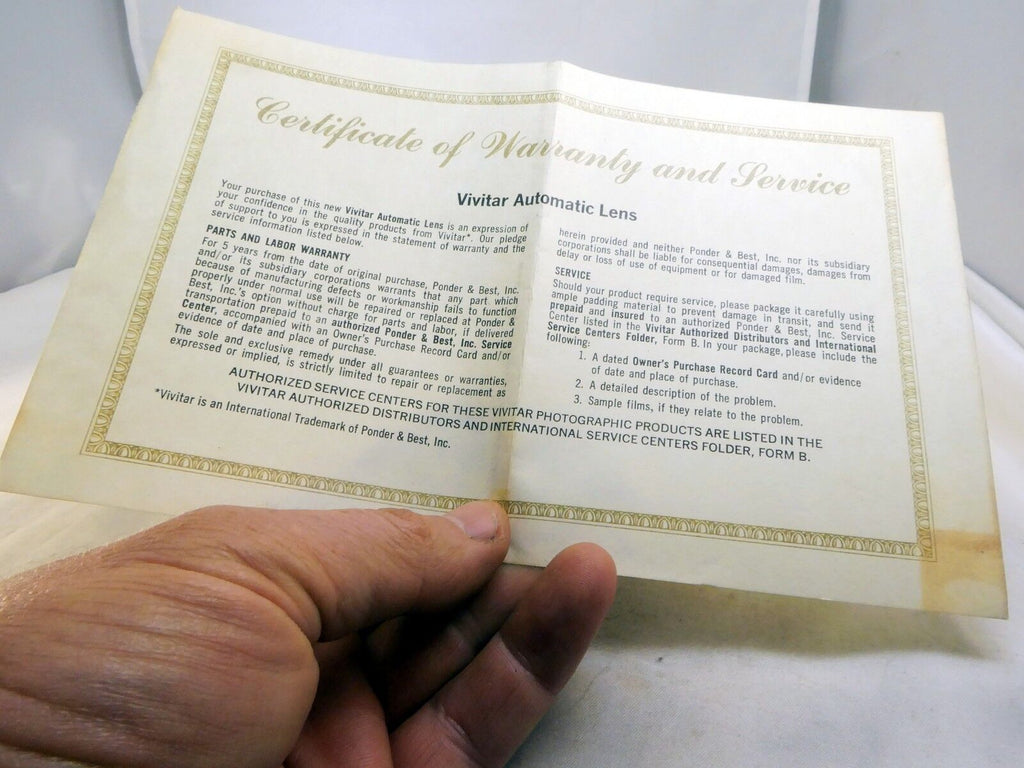 Certificate of Warranty and Service
Vivitar Automatic Lens
Your purchase of this new Vivitar Automatic Lens is an expression of
your confidence in the quality products from Vivitar*. Our pledge
of support to you is expressed in the statement of warranty and the
service information listed below.
PARTS AND LABOR WARRANTY
For 5 years from the date of original purchase, Ponder & Best, Inc.
and/or its subsidiary corporations warrants that any part which
because of manufacturing defects or workmanship fails to function
properly under normal use will be repaired or replaced at Ponder &
Best, Inc.'s option without charge for parts and labor, if delivered
transportation prepaid to an authorized Ponder & Best, Inc. Service
Center, accompanied with an Owner's Purchase Record Card and/or
evidence of date and place of purchase.
The sole and exclusive remedy under all guarantees or warranties,
expressed or implied, is strictly limited to repair or replacement as
herein provided and neither Ponder & Best, Inc. nor its subsidiary
corporations shall be liable for consequential damages, damages from
delay or loss of use of equipment or for damaged film.
SERVICE
Should your product require service, please package it carefully using
ample padding material to prevent damage in transit, and send it
prepaid and insured to an authorized Ponder & Best, Inc. Service
Center listed in the Vivitar Authorized Distributors and International
Service Centers Folder, Form B. In your package, please include the
following:
1. A dated Owner's Purchase Record Card and/or evidence
of date and place of purchase.
2. A detailed description of the problem.
3. Sample films, if they relate to the problem.
AUTHORIZED SERVICE CENTERS FOR THESE VIVITAR PHOTOGRAPHIC PRODUCTS ARE LISTED IN THE
VIVITAR AUTHORIZED DISTRIBUTORS AND INTERNATIONAL SERVICE CENTERS FOLDER, FORM B.
*Vivitar is an International Trademark of Ponder & Best, Inc.